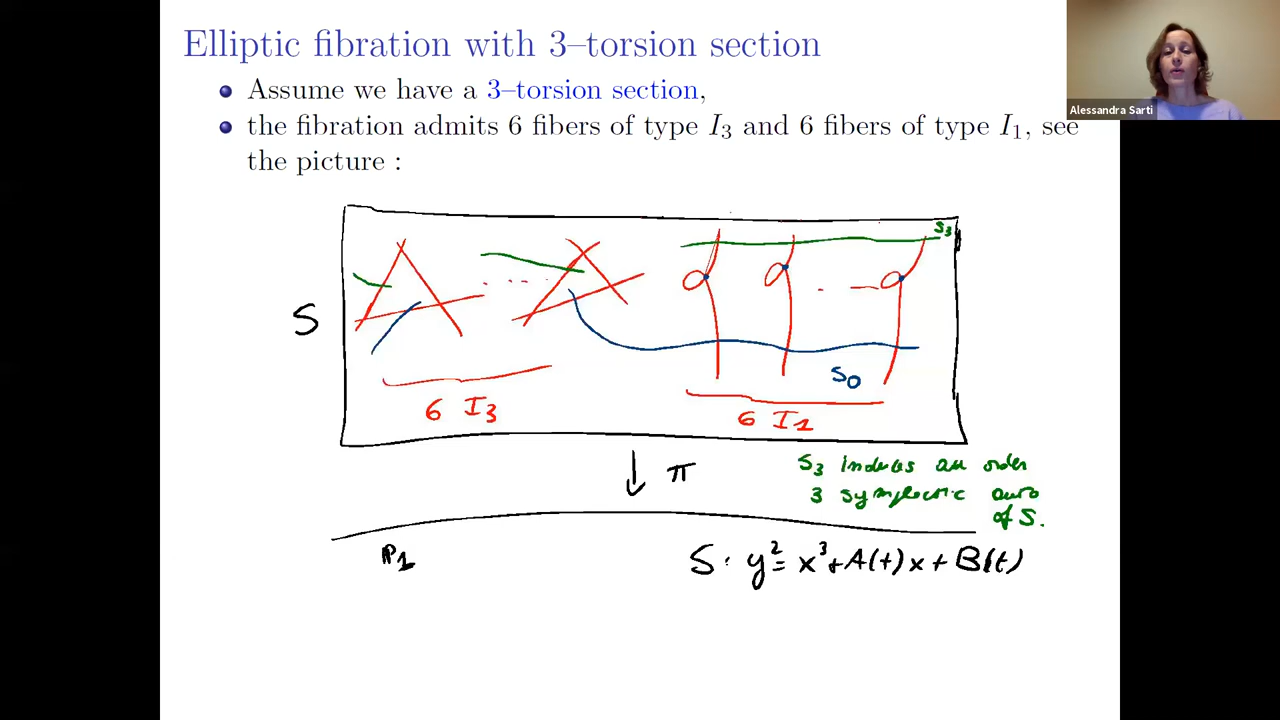 Elliptic fibration with 3–torsion section
Assume we have a 3–torsion section,
the fibration admits 6 fibers of type I₃ and 6 fibers of type I₁, see
the picture :
Alessandra Sarti
S₃
S
S₀
6 I₃
6 I₁
π
S₃ induces an order
3 symplectic auto
of S.
P₁
S : y² = x³ + A(t)x + B(t)